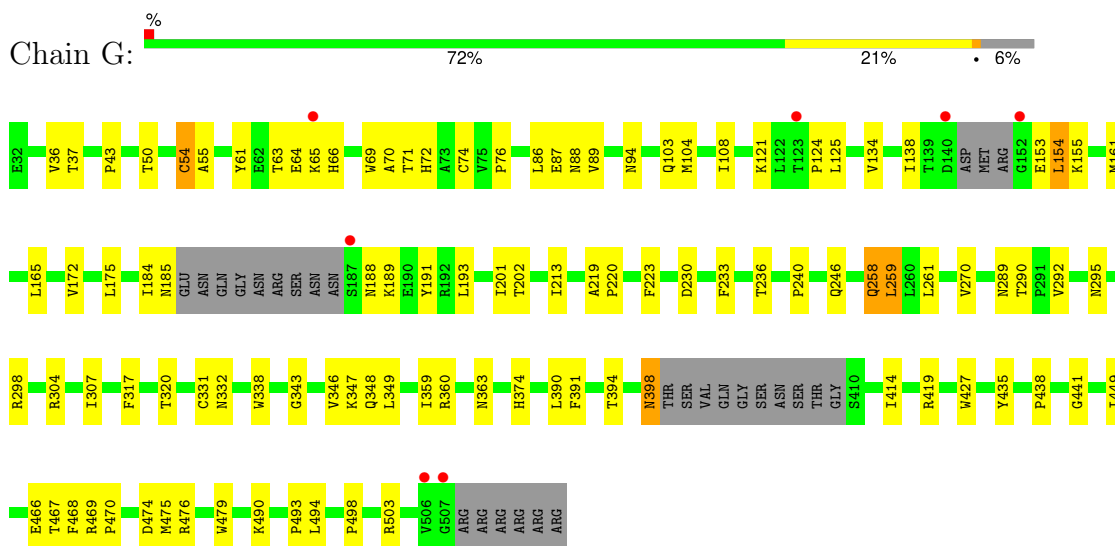 %
Chain G:
72% 21% • 6%
E32 V36 T37 P43 T50 C54 A55 Y61 E62 T63 E64 K65 H66 W69 A70 T71 H72 A73 C74 V75 P76 L86 E87 N88 V89 N94 Q103 M104 I108 K121 L122 T123 P124 L125 V134 I138 T139 D140 ASP MET ARG G152 E153 L154 K155 M161
L165 V172 L175 I184 N185 GLU ASN GLN GLY ASN ARG SER ASN ASN S187 N188 K189 E190 Y191 R192 L193 I201 T202 I213 A219 P220 F223 D230 F233 T236 P240 Q246 Q258 L259 L260 L261 V270 N289 T290 P291 V292 N295
R298 R304 I307 F317 T320 C331 N332 W338 G343 V346 K347 Q348 L349 I359 R360 N363 H374 L390 F391 T394 N398 THR SER VAL GLN GLY GLY SER ASN SER THR GLY S410 I414 R419 W427 Y435 P438 G441 I449
E466 T467 F468 R469 P470 D474 M475 R476 W479 K490 P493 L494 P498 R503 V506 G507 ARG ARG ARG ARG ARG ARG